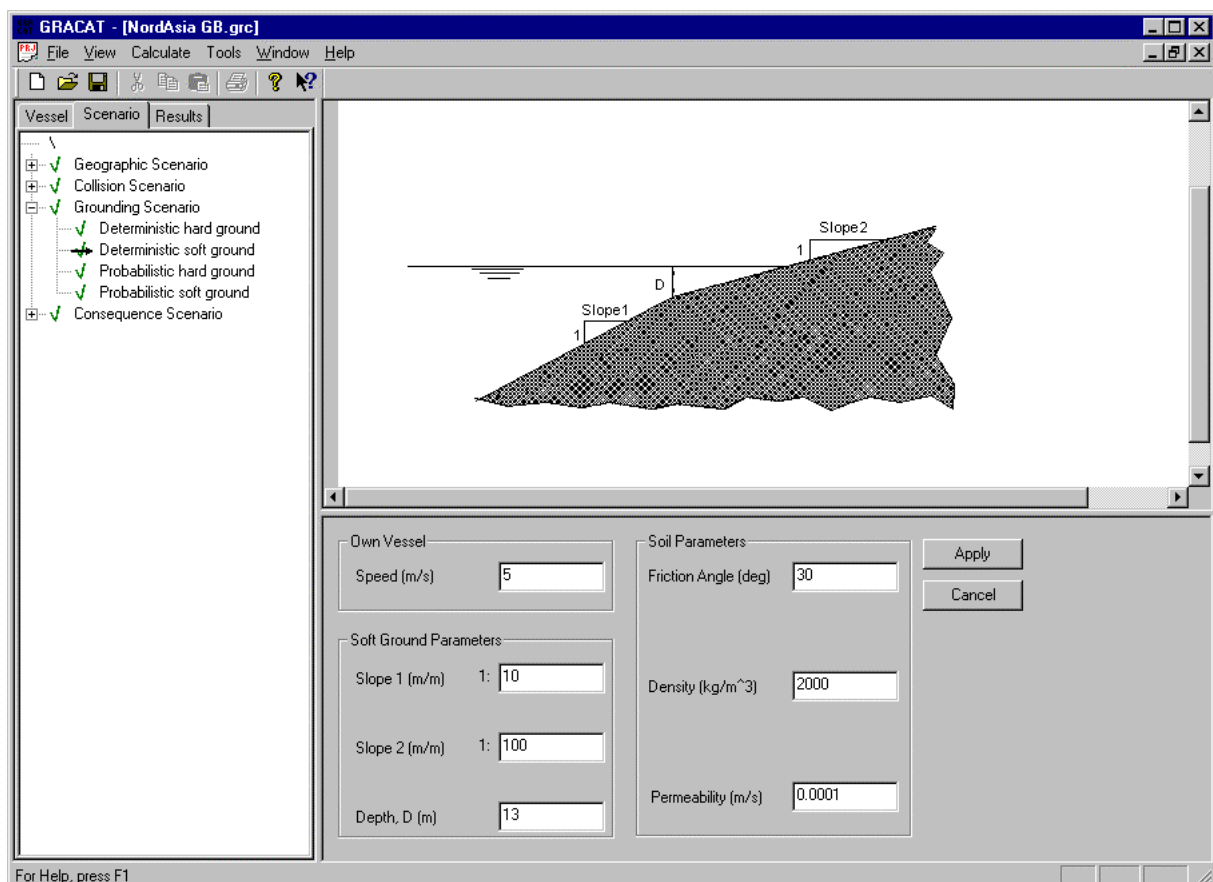 GRACAT - [NordAsia GB.grc]
File View Calculate Tools Window Help
Vessel Scenario Results
\
Geographic Scenario
Collision Scenario
Grounding Scenario
Deterministic hard ground
Deterministic soft ground
Probabilistic hard ground
Probabilistic soft ground
Consequence Scenario
Slope2
1
D
Slope1
1
Own Vessel
Speed (m/s) 5
Soft Ground Parameters
Slope 1 (m/m) 1: 10
Slope 2 (m/m) 1: 100
Depth, D (m) 13
Soil Parameters
Friction Angle (deg) 30
Density (kg/m^3) 2000
Permeability (m/s) 0.0001
Apply
Cancel
For Help, press F1